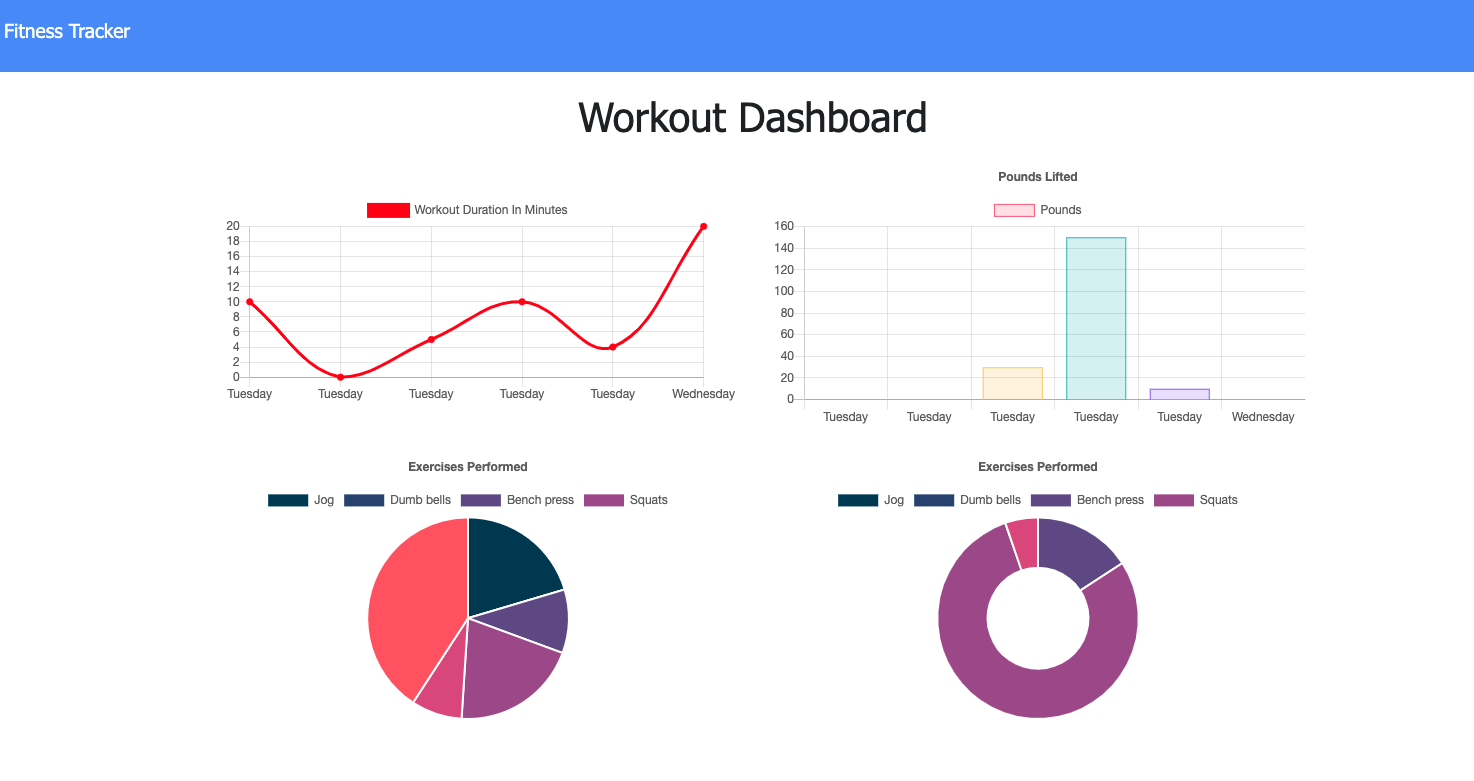 Fitness Tracker
Workout Dashboard
Workout Duration In Minutes
20
18
16
14
12
10
8
6
4
2
0
Tuesday Tuesday Tuesday Tuesday Tuesday Wednesday
Pounds Lifted
Pounds
160
140
120
100
80
60
40
20
0
Tuesday Tuesday Tuesday Tuesday Tuesday Wednesday
Exercises Performed
Jog Dumb bells Bench press Squats
Exercises Performed
Jog Dumb bells Bench press Squats